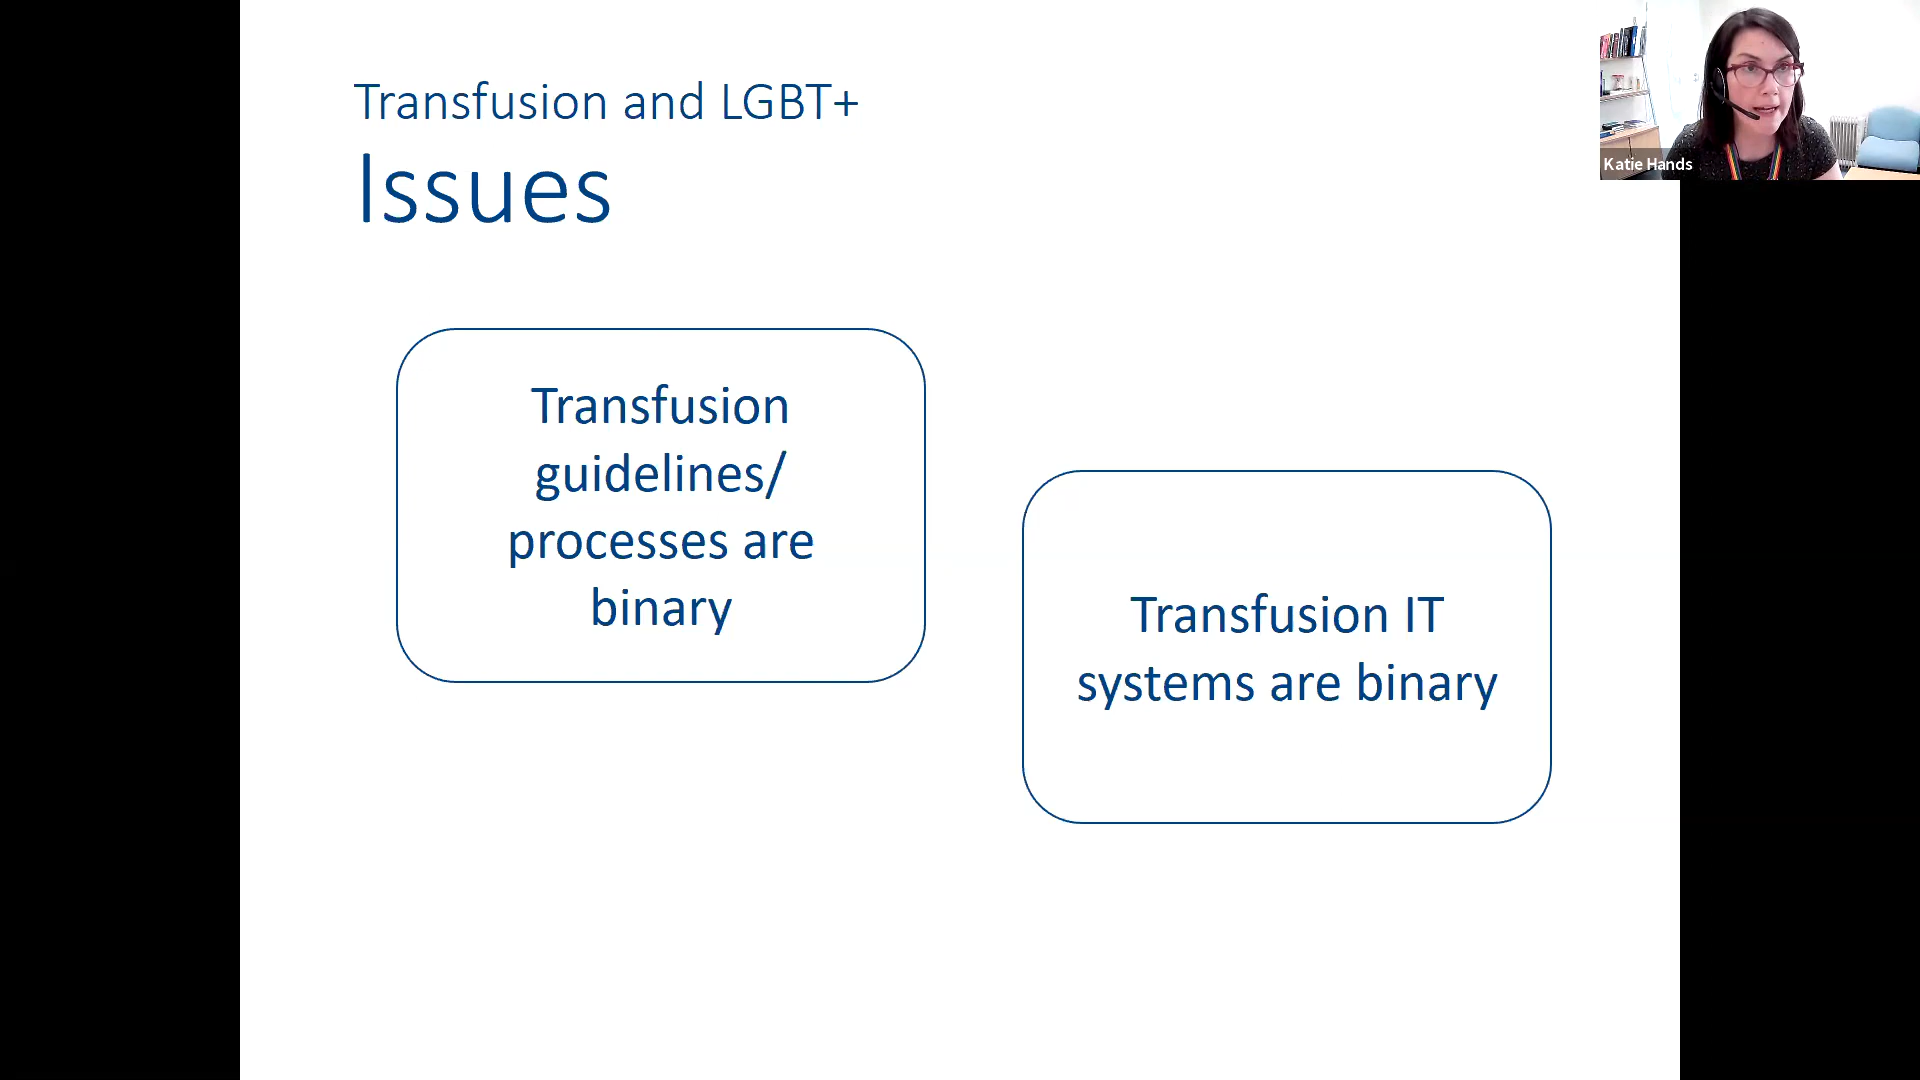 Transfusion and LGBT+
Issues
Transfusion
guidelines/
processes are
binary
Transfusion IT
systems are binary
Katie Hands